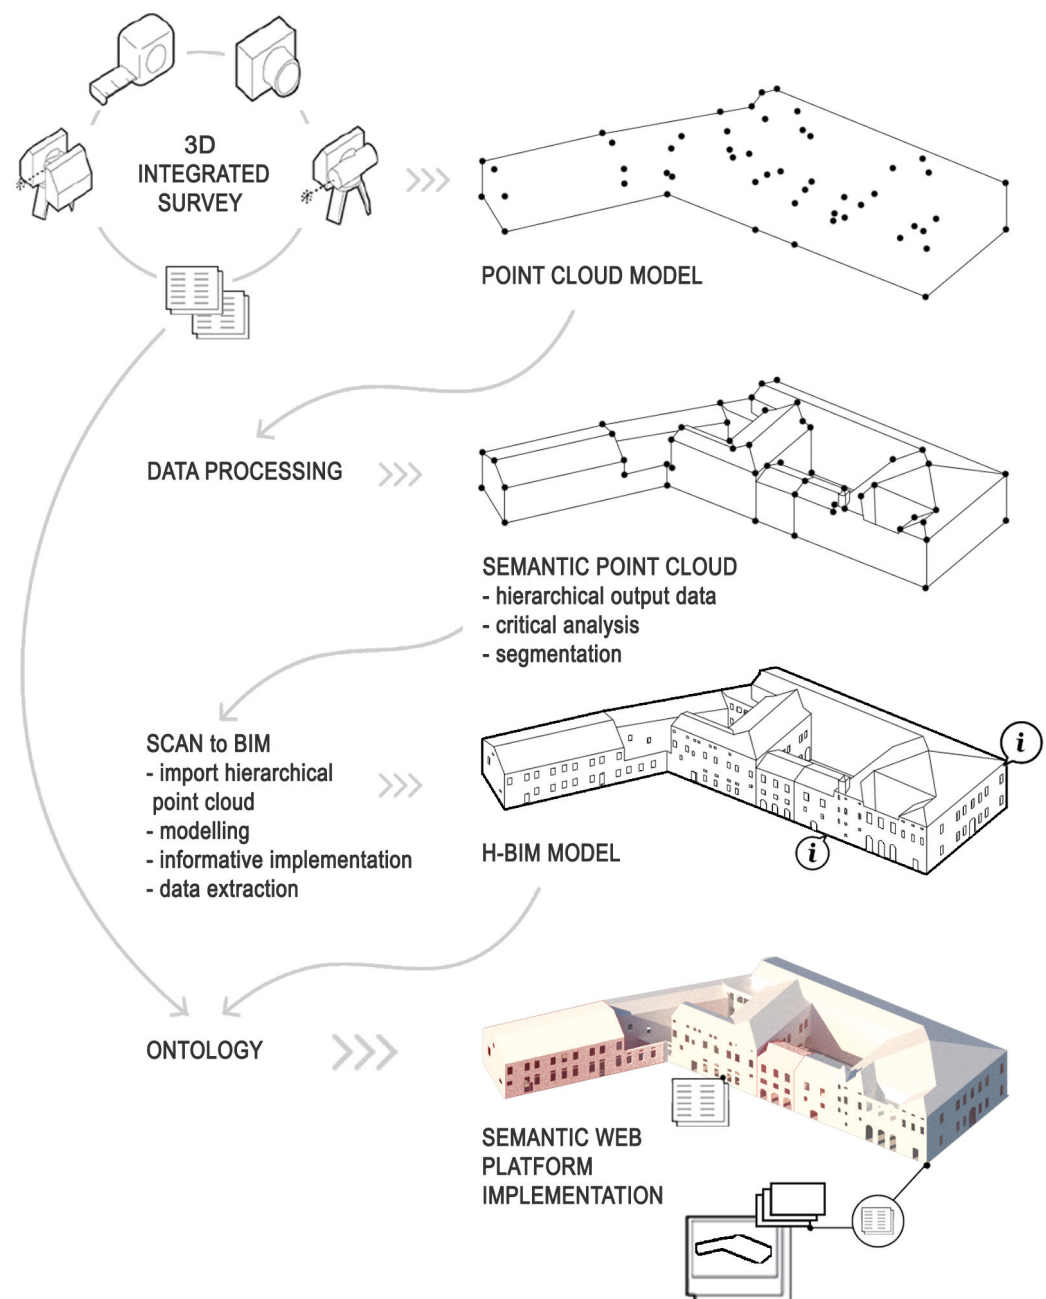 3D
INTEGRATED
SURVEY
POINT CLOUD MODEL
DATA PROCESSING
SEMANTIC POINT CLOUD
- hierarchical output data
- critical analysis
- segmentation
SCAN to BIM
- import hierarchical
point cloud
- modelling
- informative implementation
- data extraction
i
i
H-BIM MODEL
ONTOLOGY
SEMANTIC WEB
PLATFORM
IMPLEMENTATION